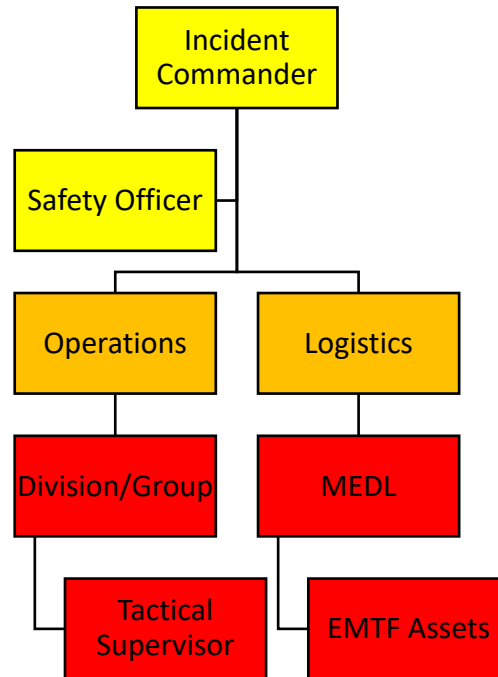 Incident
Commander
Safety Officer
Operations
Logistics
Division/Group
MEDL
Tactical
Supervisor
EMTF Assets